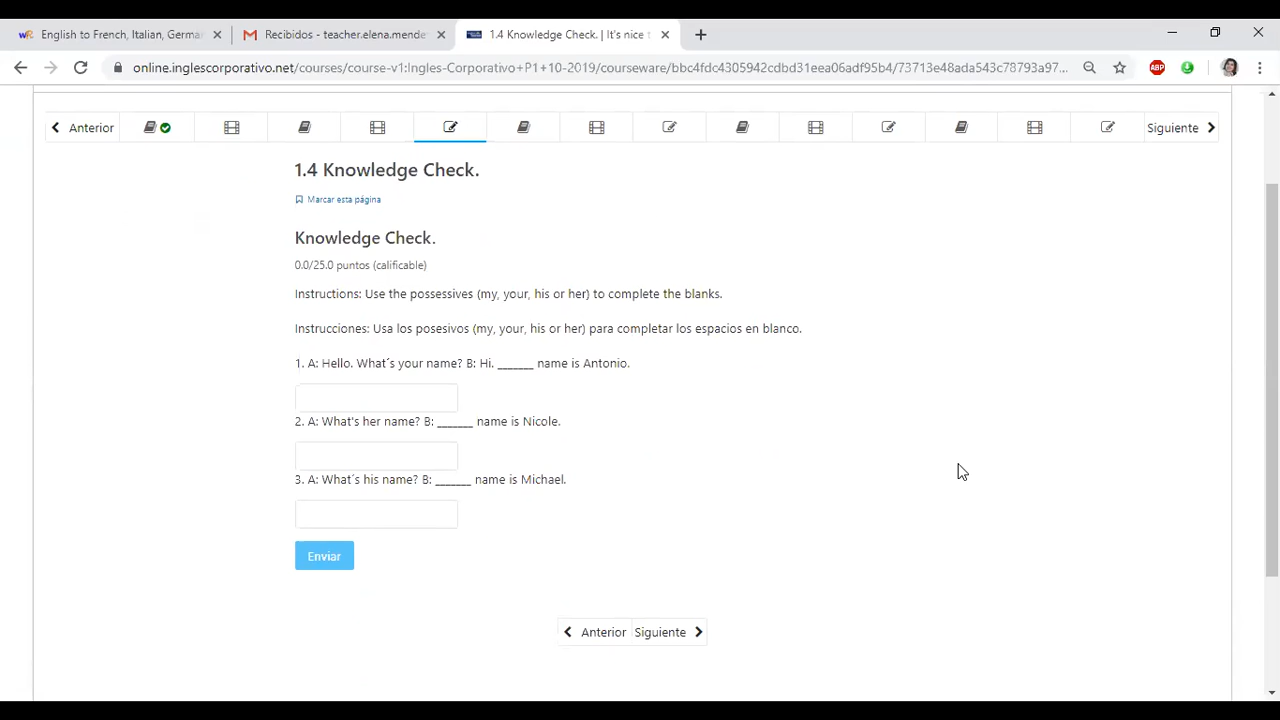 English to French, Italian, Germa
Recibidos - teacher.elena.mende
1.4 Knowledge Check. | It's nice t
online.inglescorporativo.net/courses/course-v1:Ingles-Corporativo+P1+10-2019/courseware/bbc4fdc4305942cdbd31eea06adf95b4/73713e48ada543c78793a97...
ABP
Anterior
Siguiente
1.4 Knowledge Check.
Marcar esta página
Knowledge Check.
0.0/25.0 puntos (calificable)
Instructions: Use the possessives (my, your, his or her) to complete the blanks.
Instrucciones: Usa los posesivos (my, your, his or her) para completar los espacios en blanco.
1. A: Hello. What´s your name? B: Hi. _______ name is Antonio.
2. A: What's her name? B: _______ name is Nicole.
3. A: What´s his name? B: _______ name is Michael.
Enviar
Anterior Siguiente